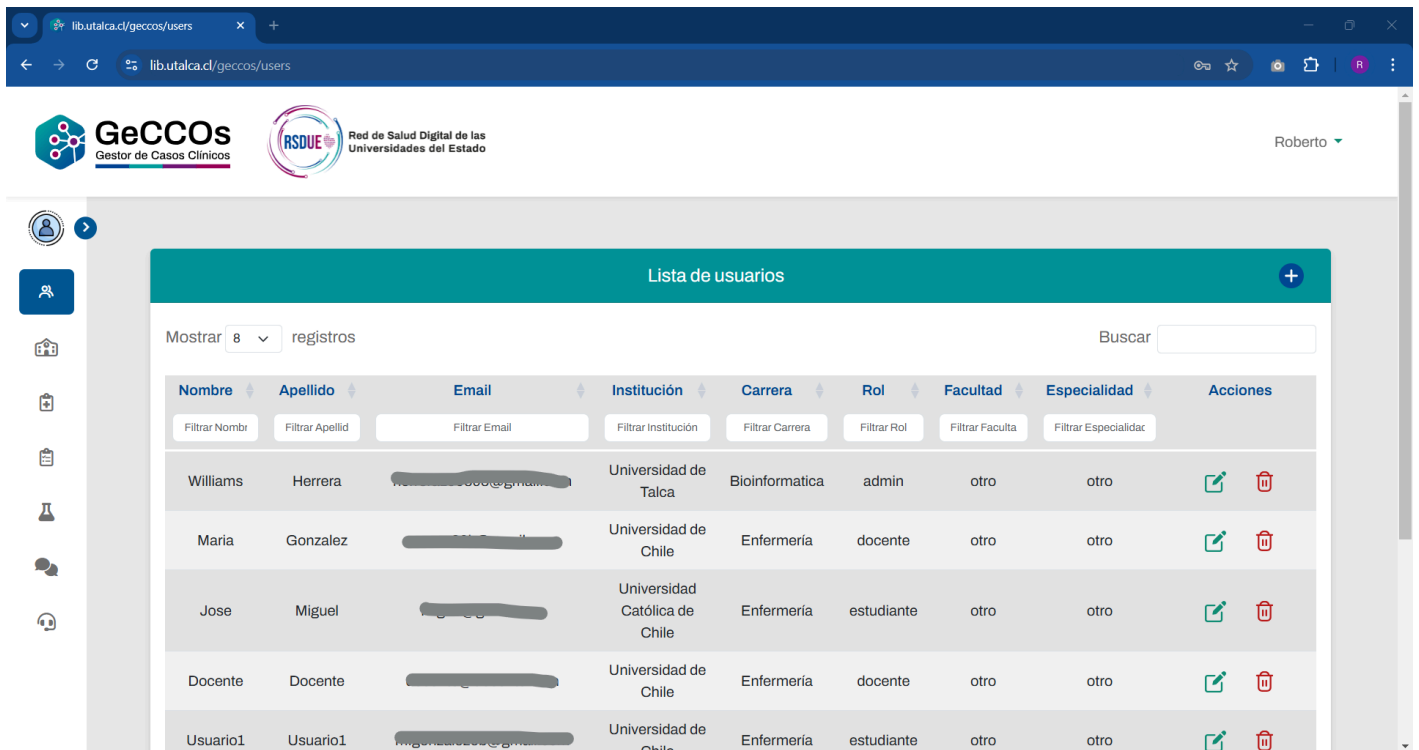 lib.utalca.cl/geccos/users
lib.utalca.cl/geccos/users
R
GeCCOs
Gestor de Casos Clínicos
RSDUE
Red de Salud Digital de las
Universidades del Estado
Roberto
Lista de usuarios
Mostrar 8 registros
Buscar
Nombre Apellido Email Institución Carrera Rol Facultad Especialidad Acciones
Filtrar Nombr Filtrar Apellid Filtrar Email Filtrar Institución Filtrar Carrera Filtrar Rol Filtrar Faculta Filtrar Especialidac
Williams Herrera Universidad de Talca Bioinformatica admin otro otro
Maria Gonzalez Universidad de Chile Enfermería docente otro otro
Jose Miguel Universidad Católica de Chile Enfermería estudiante otro otro
Docente Docente Universidad de Chile Enfermería docente otro otro
Usuario1 Usuario1 Universidad de Chile Enfermería estudiante otro otro